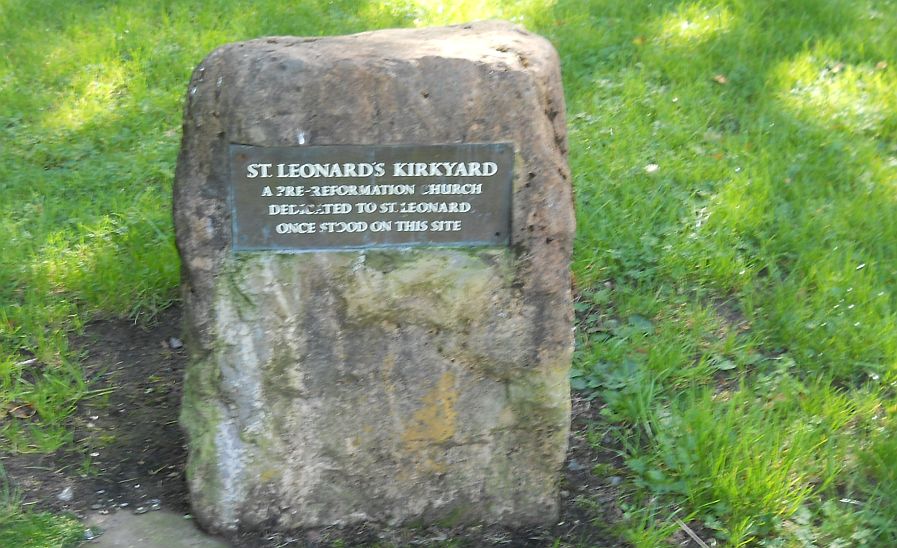 ST. LEONARD'S KIRKYARD
A PRE-REFORMATION CHURCH
DEDICATED TO ST. LEONARD
ONCE STOOD ON THIS SITE